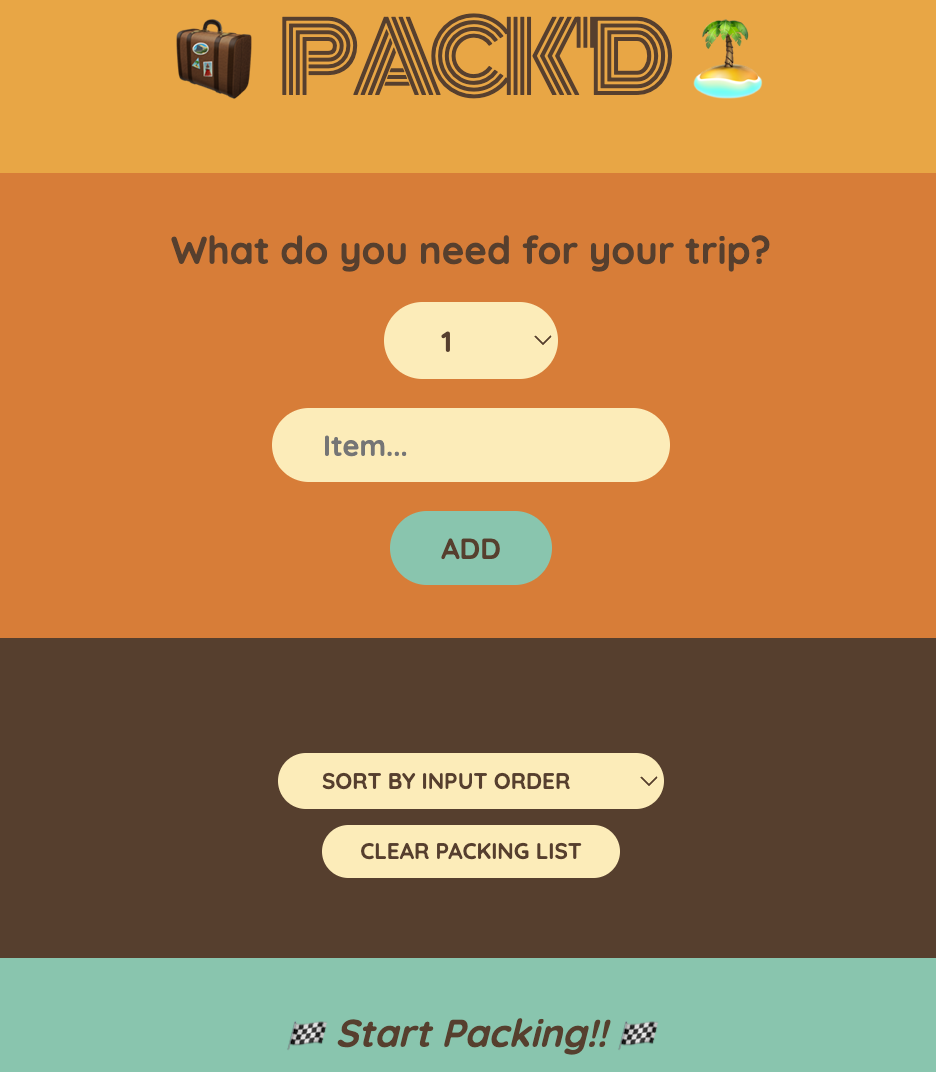 PACK'D
What do you need for your trip?
1
Item...
ADD
SORT BY INPUT ORDER
CLEAR PACKING LIST
Start Packing!!